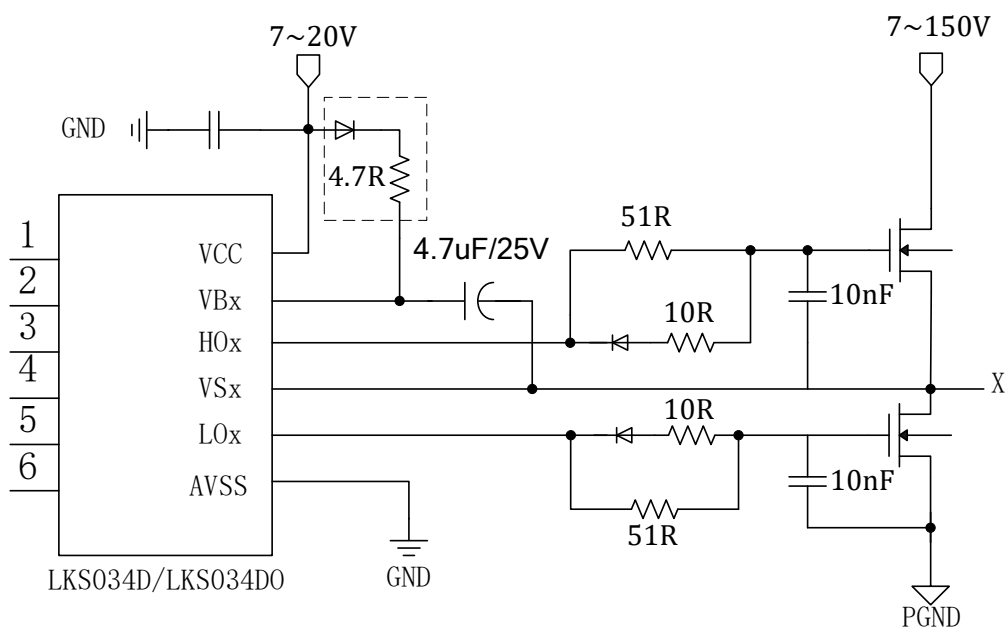 7~20V
7~150V
GND
4.7R
51R
4.7uF/25V
1
VCC
2
VBx
10nF
10R
3
HOx
4
VSx
X
10R
5
LOx
6
10nF
AVSS
51R
LKS034D/LKS034DO
GND
PGND